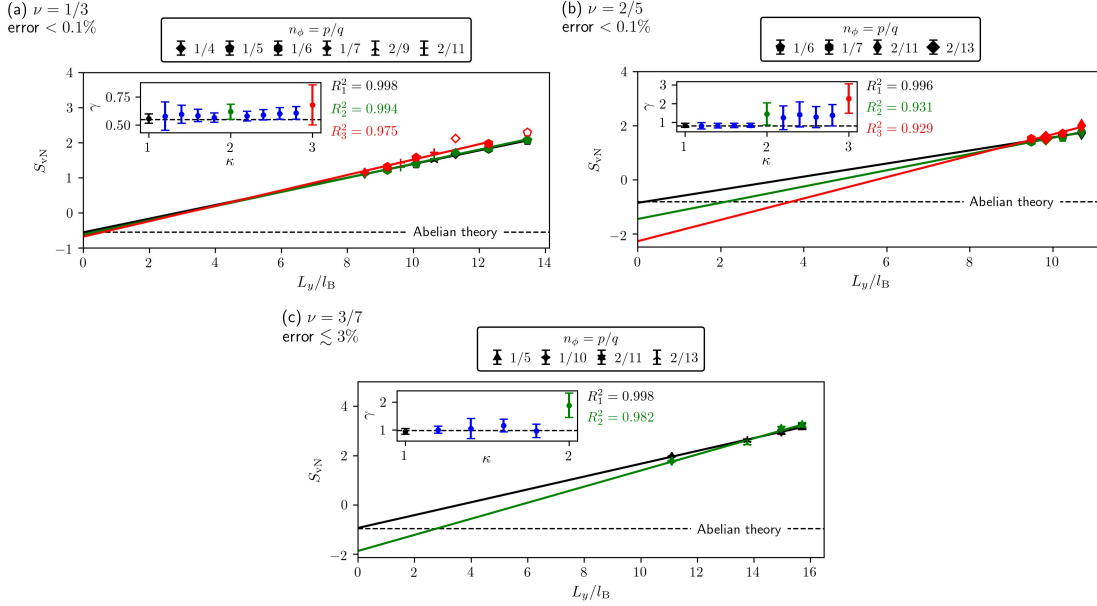 (a) ν = 1/3
error < 0.1%
n_ϕ = p/q
1/4 1/5 1/6 1/7 2/9 2/11
R₁² = 0.998
R₂² = 0.994
R₃² = 0.975
γ
0.75
0.50
1 2 3
κ
S_vN
4
3
2
1
0
−1
Abelian theory
0 2 4 6 8 10 12 14
L_y/l_B
(b) ν = 2/5
error < 0.1%
n_ϕ = p/q
1/6 1/7 2/11 2/13
R₁² = 0.996
R₂² = 0.931
R₃² = 0.929
γ
3
2
1
1 2 3
κ
S_vN
4
2
0
−2
Abelian theory
0 2 4 6 8 10
L_y/l_B
(c) ν = 3/7
error ≲ 3%
n_ϕ = p/q
1/5 1/10 2/11 2/13
R₁² = 0.998
R₂² = 0.982
γ
2
1
1 2
κ
S_vN
4
2
0
−2
Abelian theory
0 2 4 6 8 10 12 14 16
L_y/l_B